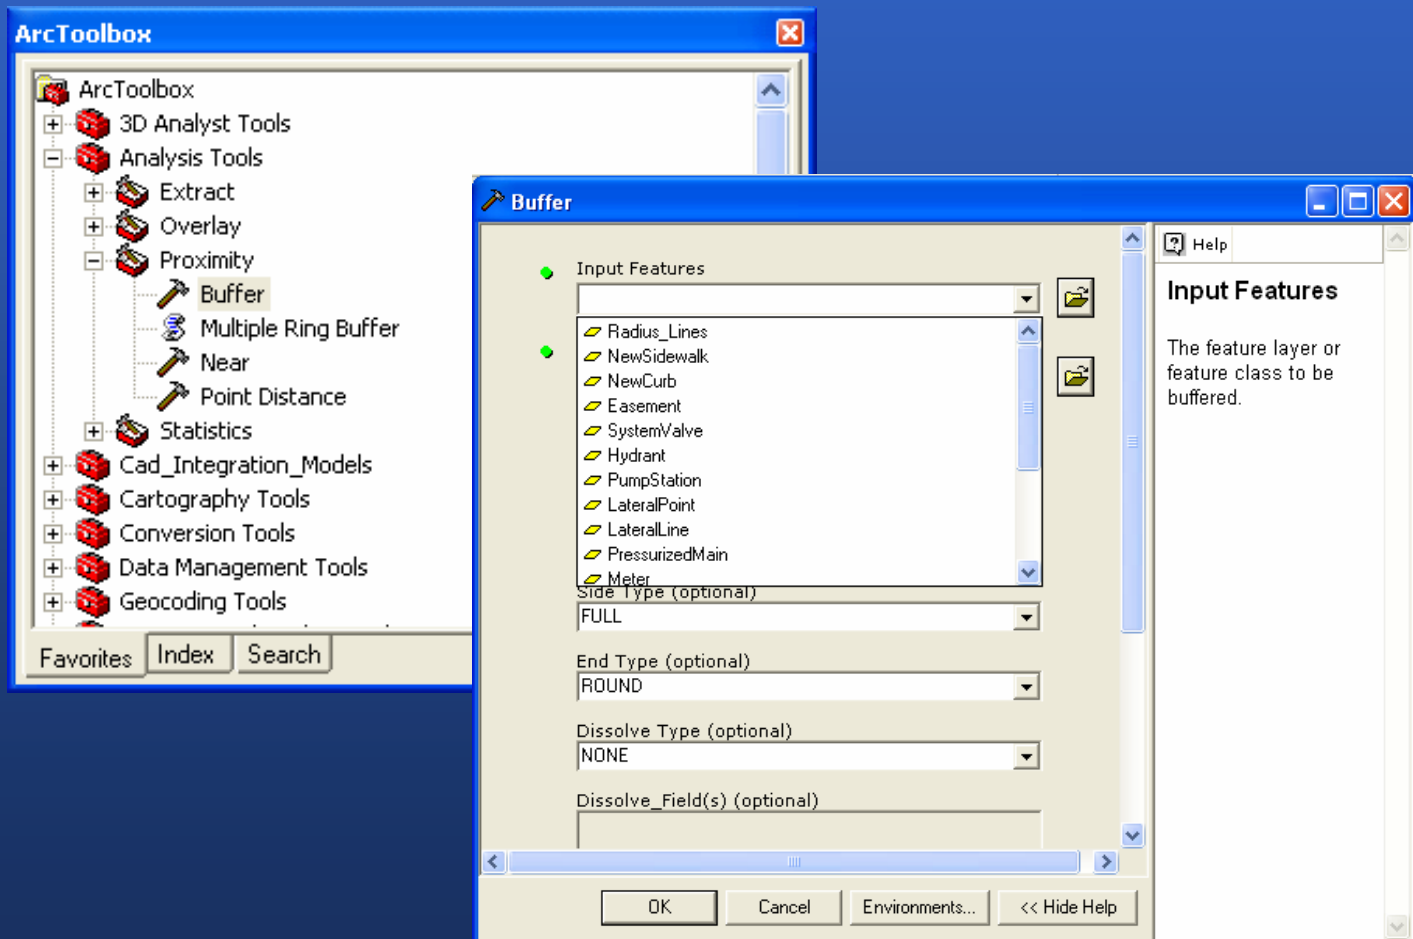 ArcToolbox
ArcToolbox
3D Analyst Tools
Analysis Tools
Extract
Overlay
Proximity
Buffer
Multiple Ring Buffer
Near
Point Distance
Statistics
Cad_Integration_Models
Cartography Tools
Conversion Tools
Data Management Tools
Geocoding Tools
Favorites
Index
Search
Buffer
Input Features
Radius_Lines
NewSidewalk
NewCurb
Easement
SystemValve
Hydrant
PumpStation
LateralPoint
LateralLine
PressurizedMain
Meter
Side Type (optional)
FULL
End Type (optional)
ROUND
Dissolve Type (optional)
NONE
Dissolve_Field(s) (optional)
OK
Cancel
Environments...
<< Hide Help
Help
Input Features
The feature layer or
feature class to be
buffered.